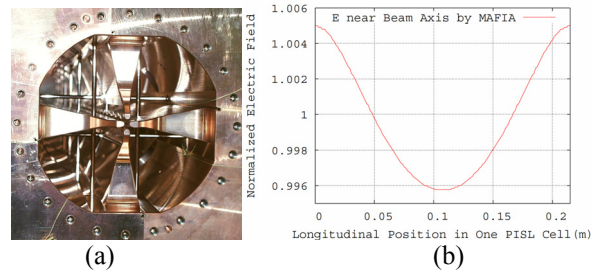 E near Beam Axis by MAFIA
Normalized Electric Field
1.006
1.004
1.002
1
0.998
0.996
0 0.05 0.1 0.15 0.2
Longitudinal Position in One PISL Cell(m)
(a) (b)